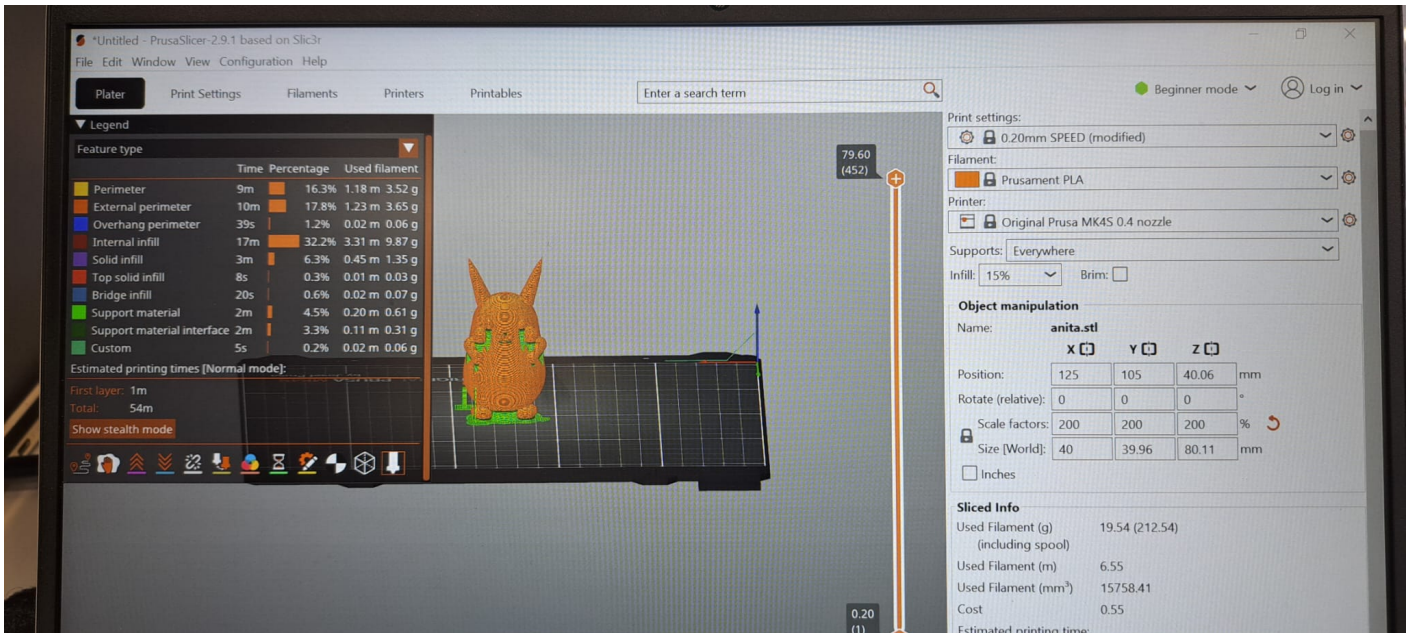 *Untitled - PrusaSlicer-2.9.1 based on Slic3r
File Edit Window View Configuration Help
Plater Print Settings Filaments Printers Printables Enter a search term Beginner mode Log in
Legend
Feature type
Time Percentage Used filament
Perimeter 9m 16.3% 1.18 m 3.52 g
External perimeter 10m 17.8% 1.23 m 3.65 g
Overhang perimeter 39s 1.2% 0.02 m 0.06 g
Internal infill 17m 32.2% 3.31 m 9.87 g
Solid infill 3m 6.3% 0.45 m 1.35 g
Top solid infill 8s 0.3% 0.01 m 0.03 g
Bridge infill 20s 0.6% 0.02 m 0.07 g
Support material 2m 4.5% 0.20 m 0.61 g
Support material interface 2m 3.3% 0.11 m 0.31 g
Custom 5s 0.2% 0.02 m 0.06 g
Estimated printing times [Normal mode]:
First layer: 1m
Total: 54m
Show stealth mode
79.60
(452)
0.20
(1)
Print settings:
0.20mm SPEED (modified)
Filament:
Prusament PLA
Printer:
Original Prusa MK4S 0.4 nozzle
Supports: Everywhere
Infill: 15% Brim:
Object manipulation
Name: anita.stl
X Y Z
Position: 125 105 40.06 mm
Rotate (relative): 0 0 0 °
Scale factors: 200 200 200 %
Size [World]: 40 39.96 80.11 mm
Inches
Sliced Info
Used Filament (g) 19.54 (212.54)
(including spool)
Used Filament (m) 6.55
Used Filament (mm³) 15758.41
Cost 0.55
Estimated printing time: